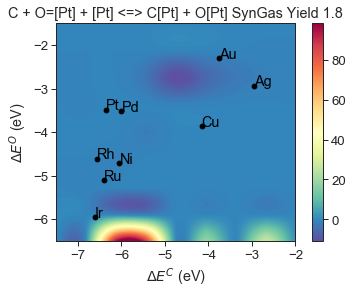 C + O=[Pt] + [Pt] <=> C[Pt] + O[Pt] SynGas Yield 1.8
−2
−3
−4
−5
−6
ΔE^O (eV)
Au
Ag
Pt
Pd
Cu
Rh
Ni
Ru
Ir
−7
−6
−5
−4
−3
−2
ΔE^C (eV)
80
60
40
20
0